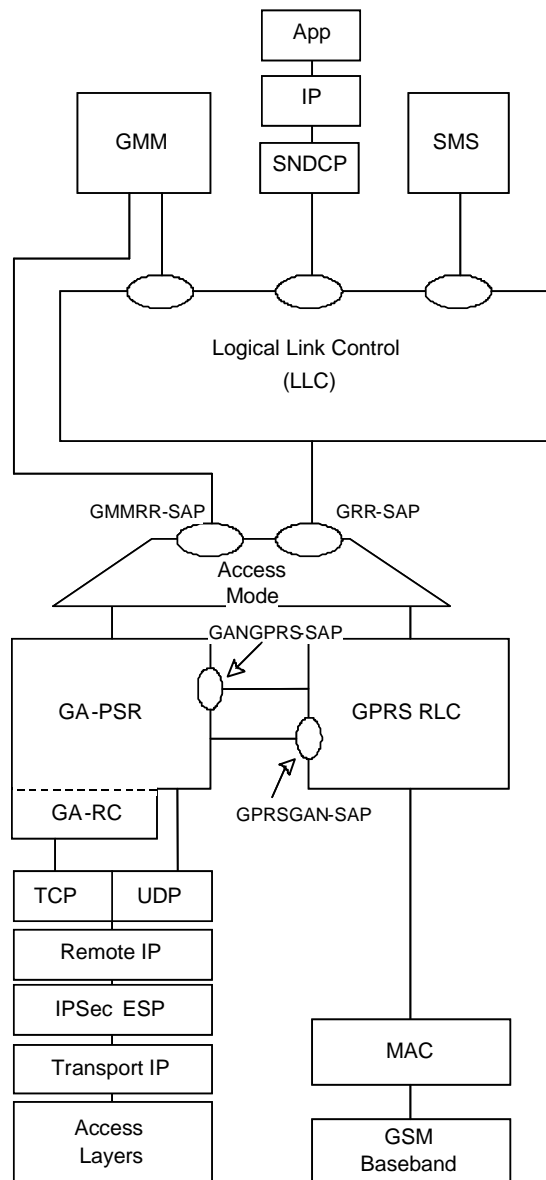 App
IP
GMM
SNDCP
SMS
Logical Link Control
(LLC)
GMMRR-SAP
GRR-SAP
Access
Mode
GANGPRS-SAP
GA-PSR
GPRS RLC
GA-RC
GPRSGAN-SAP
TCP
UDP
Remote IP
IPSec ESP
Transport IP
MAC
Access
Layers
GSM
Baseband